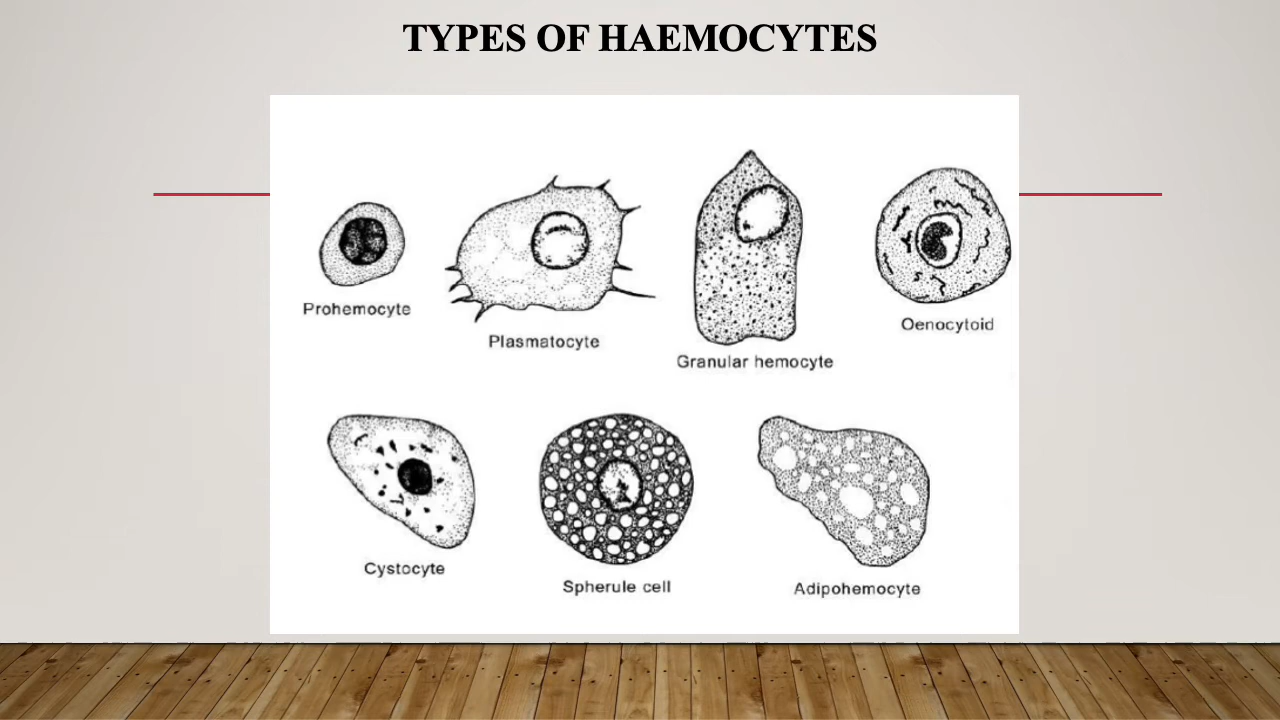 TYPES OF HAEMOCYTES
Prohemocyte
Plasmatocyte
Granular hemocyte
Oenocytoid
Cystocyte
Spherule cell
Adipohemocyte